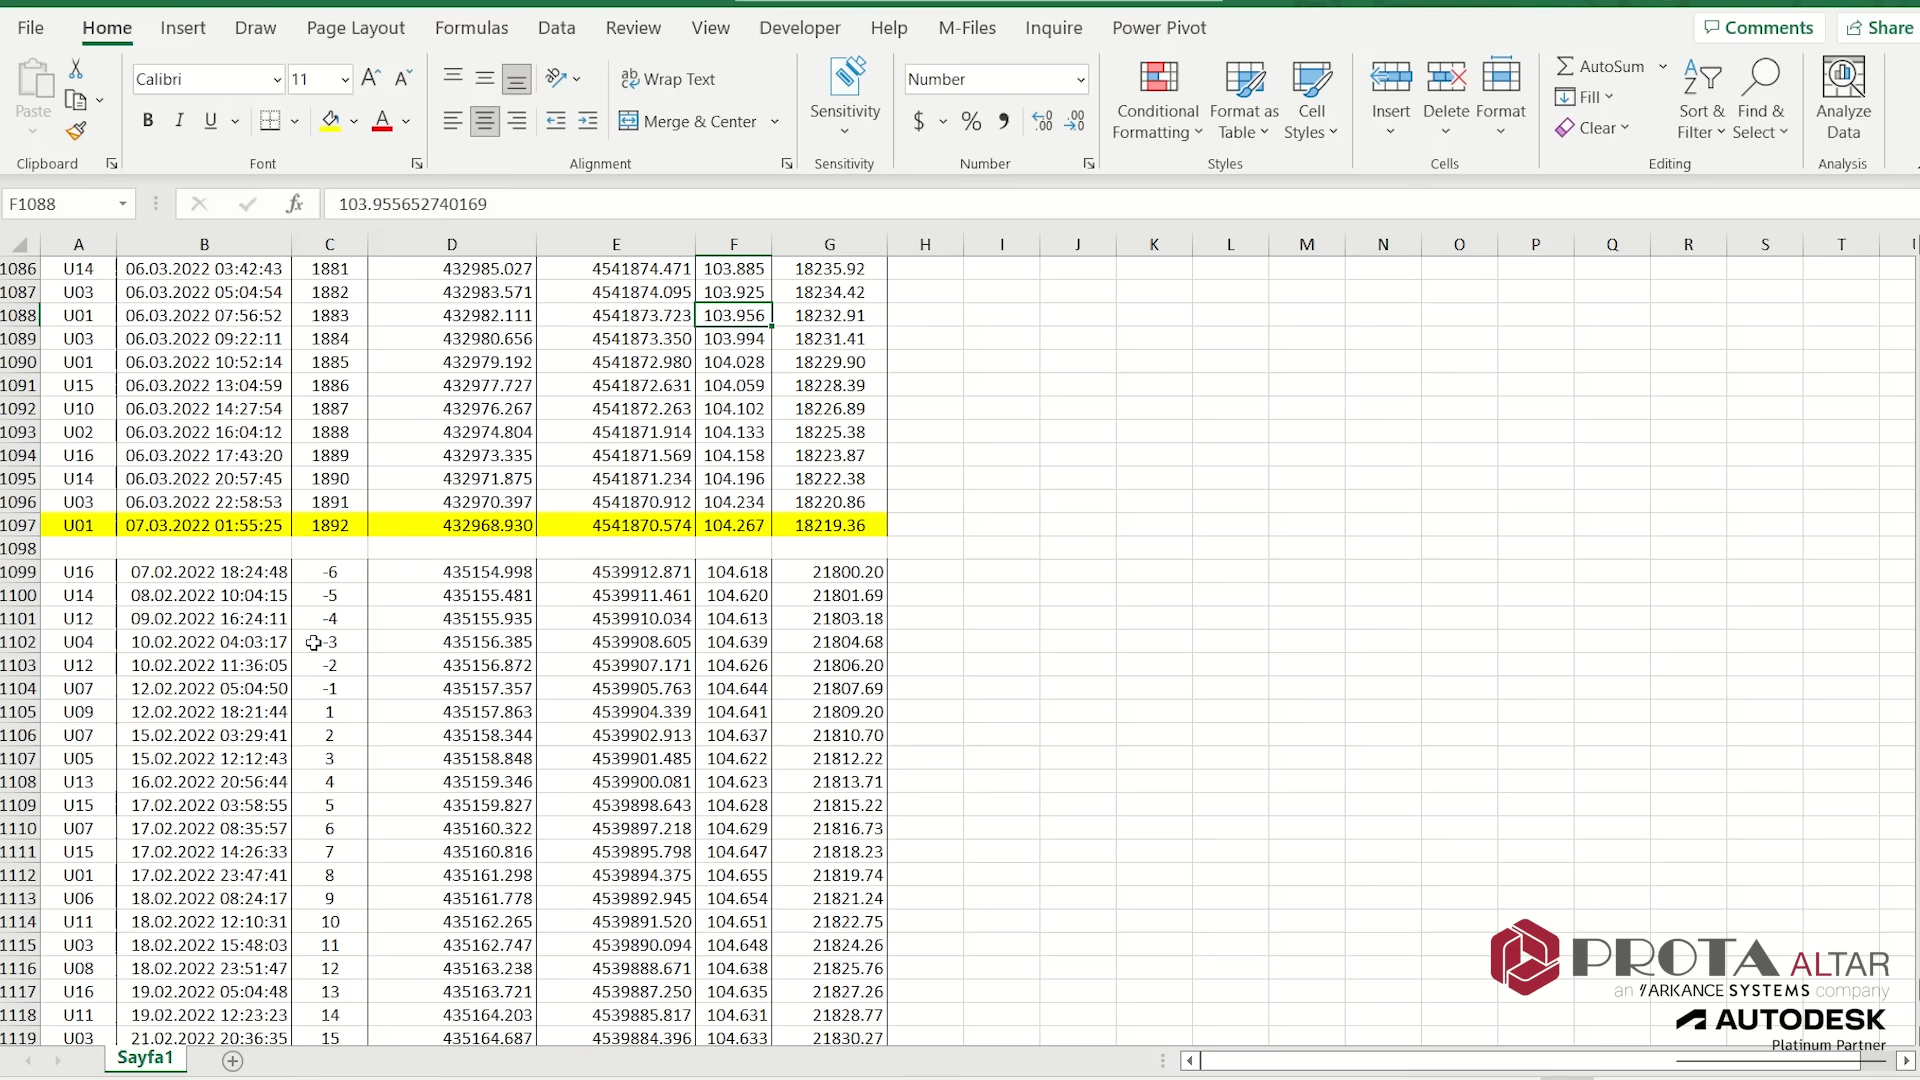 File Home Insert Draw Page Layout Formulas Data Review View Developer Help M-Files Inquire Power Pivot Comments Share
Calibri 11 Wrap Text Number AutoSum
Paste Sensitivity Conditional Formatting Format as Table Cell Styles Insert Delete Format Fill Sort & Filter Find & Select Analyze Data
B I U Merge & Center $ % Clear
Clipboard Font Alignment Sensitivity Number Styles Cells Editing Analysis
F1088 fx 103.955652740169
A B C D E F G H I J K L M N O P Q R S T
1086 U14 06.03.2022 03:42:43 1881 432985.027 4541874.471 103.885 18235.92
1087 U03 06.03.2022 05:04:54 1882 432983.571 4541874.095 103.925 18234.42
1088 U01 06.03.2022 07:56:52 1883 432982.111 4541873.723 103.956 18232.91
1089 U03 06.03.2022 09:22:11 1884 432980.656 4541873.350 103.994 18231.41
1090 U01 06.03.2022 10:52:14 1885 432979.192 4541872.980 104.028 18229.90
1091 U15 06.03.2022 13:04:59 1886 432977.727 4541872.631 104.059 18228.39
1092 U10 06.03.2022 14:27:54 1887 432976.267 4541872.263 104.102 18226.89
1093 U02 06.03.2022 16:04:12 1888 432974.804 4541871.914 104.133 18225.38
1094 U16 06.03.2022 17:43:20 1889 432973.335 4541871.569 104.158 18223.87
1095 U14 06.03.2022 20:57:45 1890 432971.875 4541871.234 104.196 18222.38
1096 U03 06.03.2022 22:58:53 1891 432970.397 4541870.912 104.234 18220.86
1097 U01 07.03.2022 01:55:25 1892 432968.930 4541870.574 104.267 18219.36
1098
1099 U16 07.02.2022 18:24:48 -6 435154.998 4539912.871 104.618 21800.20
1100 U14 08.02.2022 10:04:15 -5 435155.481 4539911.461 104.620 21801.69
1101 U12 09.02.2022 16:24:11 -4 435155.935 4539910.034 104.613 21803.18
1102 U04 10.02.2022 04:03:17 -3 435156.385 4539908.605 104.639 21804.68
1103 U12 10.02.2022 11:36:05 -2 435156.872 4539907.171 104.626 21806.20
1104 U07 12.02.2022 05:04:50 -1 435157.357 4539905.763 104.644 21807.69
1105 U09 12.02.2022 18:21:44 1 435157.863 4539904.339 104.641 21809.20
1106 U07 15.02.2022 03:29:41 2 435158.344 4539902.913 104.637 21810.70
1107 U05 15.02.2022 12:12:43 3 435158.848 4539901.485 104.622 21812.22
1108 U13 16.02.2022 20:56:44 4 435159.346 4539900.081 104.623 21813.71
1109 U15 17.02.2022 03:58:55 5 435159.827 4539898.643 104.628 21815.22
1110 U07 17.02.2022 08:35:57 6 435160.322 4539897.218 104.629 21816.73
1111 U15 17.02.2022 14:26:33 7 435160.816 4539895.798 104.647 21818.23
1112 U01 17.02.2022 23:47:41 8 435161.298 4539894.375 104.655 21819.74
1113 U06 18.02.2022 08:24:17 9 435161.778 4539892.945 104.654 21821.24
1114 U11 18.02.2022 12:10:31 10 435162.265 4539891.520 104.651 21822.75
1115 U03 18.02.2022 15:48:03 11 435162.747 4539890.094 104.648 21824.26
1116 U08 18.02.2022 23:51:47 12 435163.238 4539888.671 104.638 21825.76
1117 U16 19.02.2022 05:04:48 13 435163.721 4539887.250 104.635 21827.26
1118 U11 19.02.2022 12:23:23 14 435164.203 4539885.817 104.631 21828.77
1119 U03 21.02.2022 20:36:35 15 435164.687 4539884.396 104.633 21830.27
PROTA ALTAR
an ARKANCE SYSTEMS company
AUTODESK
Platinum Partner
Sayfa1